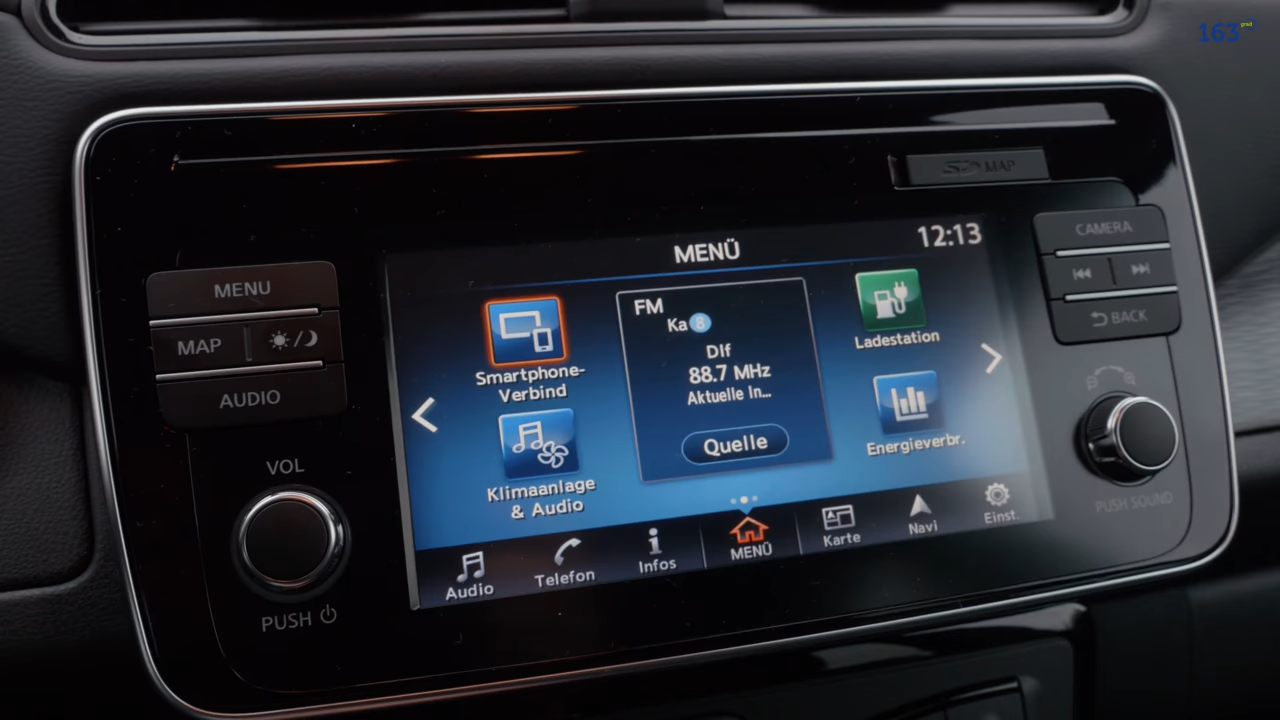 163 grad
SD MAP
CAMERA
BACK
MENU
MAP
AUDIO
VOL
PUSH
PUSH SOUND
MENÜ
12:13
Smartphone-
Verbind
Klimaanlage
& Audio
FM
Ka 8
Dlf
88.7 MHz
Aktuelle In...
Quelle
Ladestation
Energieverbr.
Audio
Telefon
Infos
MENÜ
Karte
Navi
Einst.